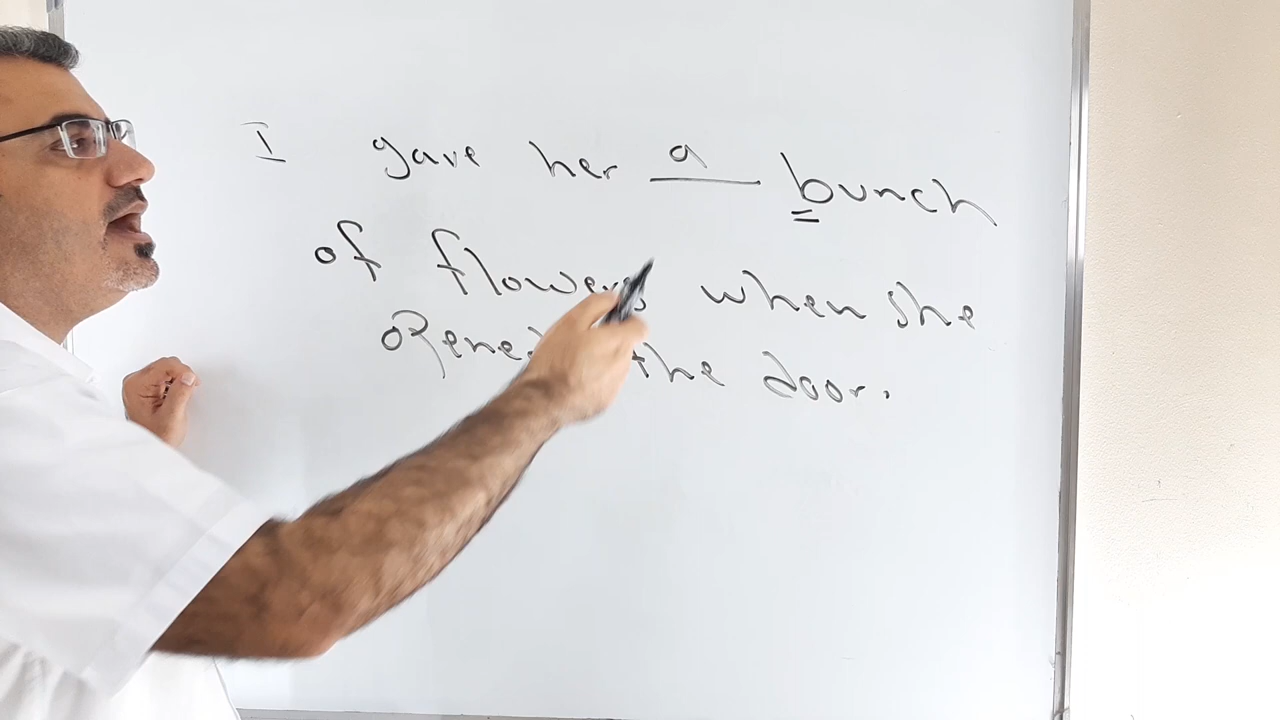 I gave her a bunch
of flowers when she
opened the door.